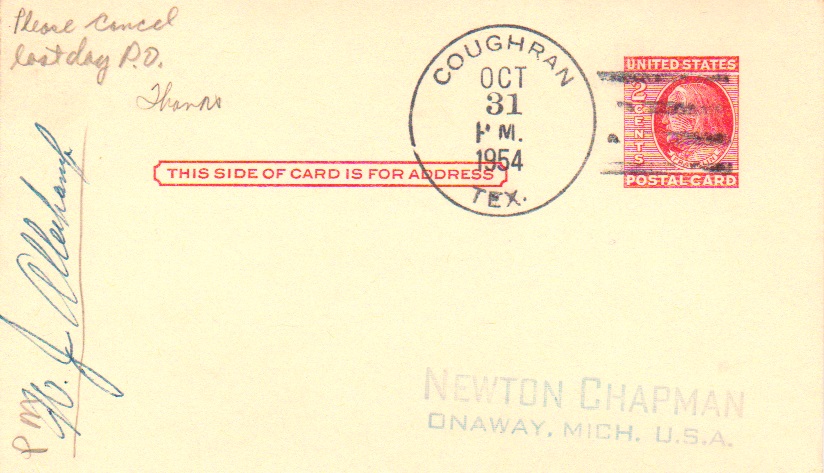 Please cancel
last day P.O.
Thanks
COUGHRAN
OCT
31
P M.
1954
TEX.
UNITED STATES
2 CENTS
POSTAL CARD
THIS SIDE OF CARD IS FOR ADDRESS
P M
NEWTON CHAPMAN
ONAWAY, MICH. U.S.A.